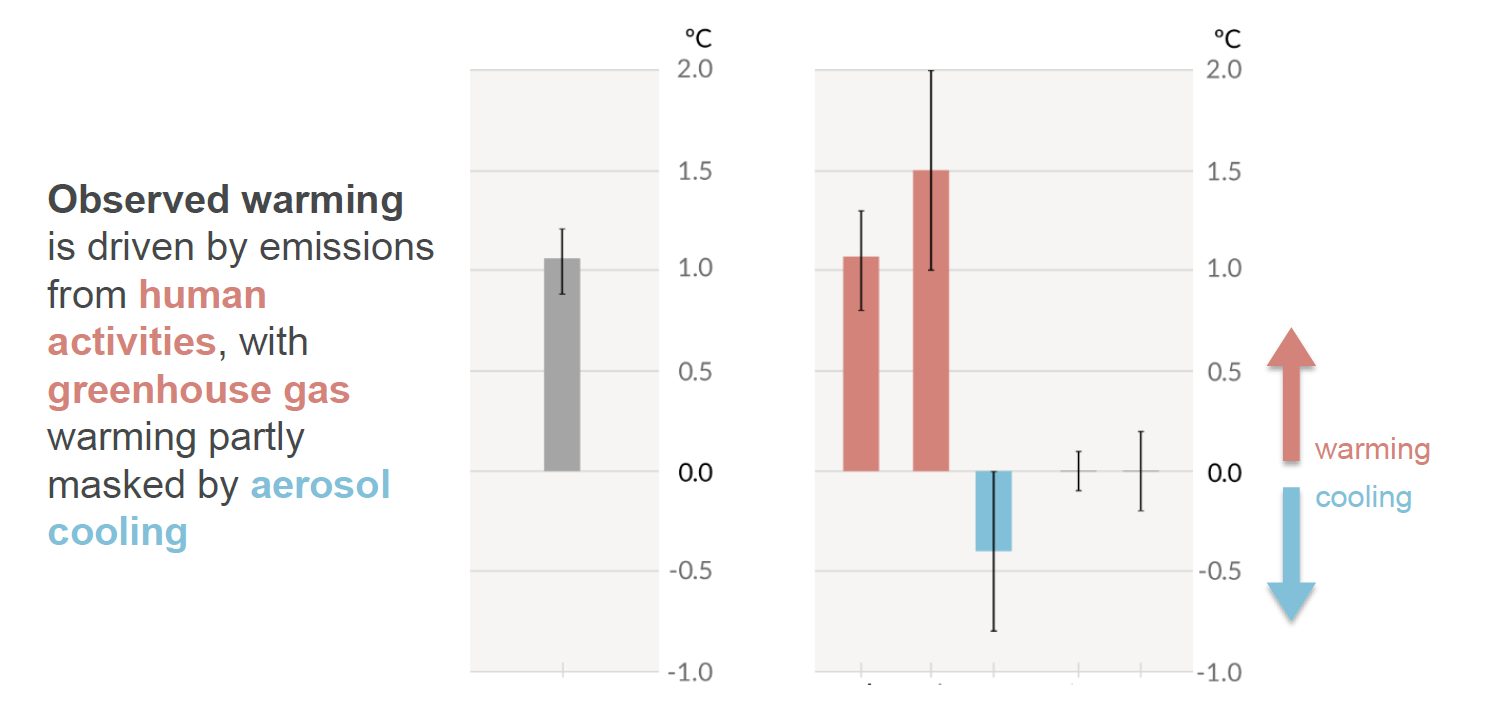 Observed warming
is driven by emissions
from human
activities, with
greenhouse gas
warming partly
masked by aerosol
cooling
°C
2.0
1.5
1.0
0.5
0.0
-0.5
-1.0
°C
2.0
1.5
1.0
0.5
0.0
-0.5
-1.0
warming
cooling